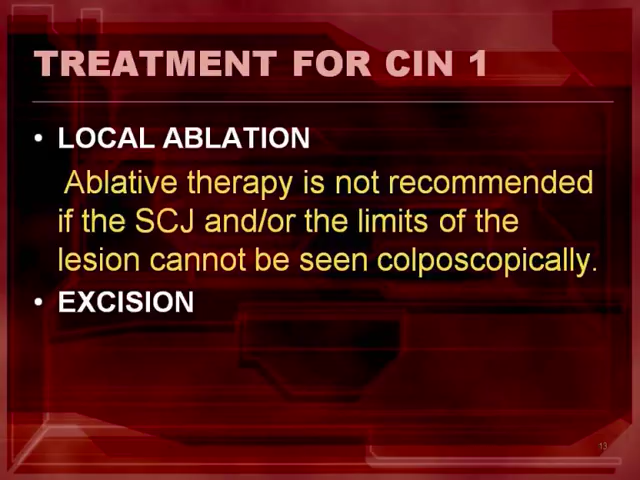 TREATMENT FOR CIN 1
• LOCAL ABLATION
Ablative therapy is not recommended
if the SCJ and/or the limits of the
lesion cannot be seen colposcopically.
• EXCISION
13